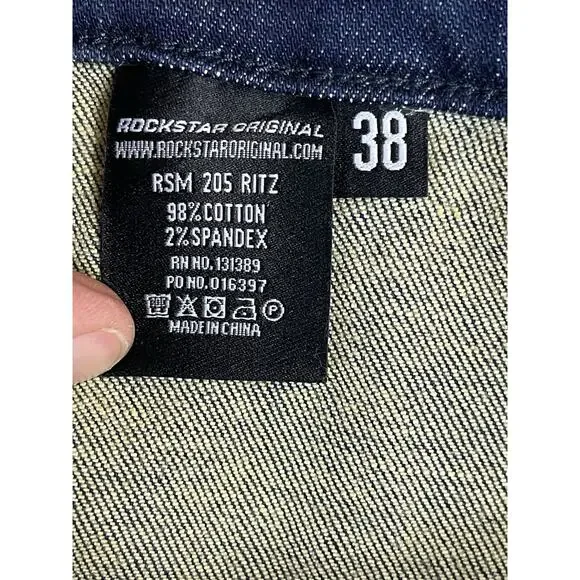 ROCKSTAR ORIGINAL
WWW.ROCKSTARORIGINAL.COM
38
RSM 205 RITZ
98%COTTON
2%SPANDEX
RN NO. 131389
PO NO. 016397
P
MADE IN CHINA